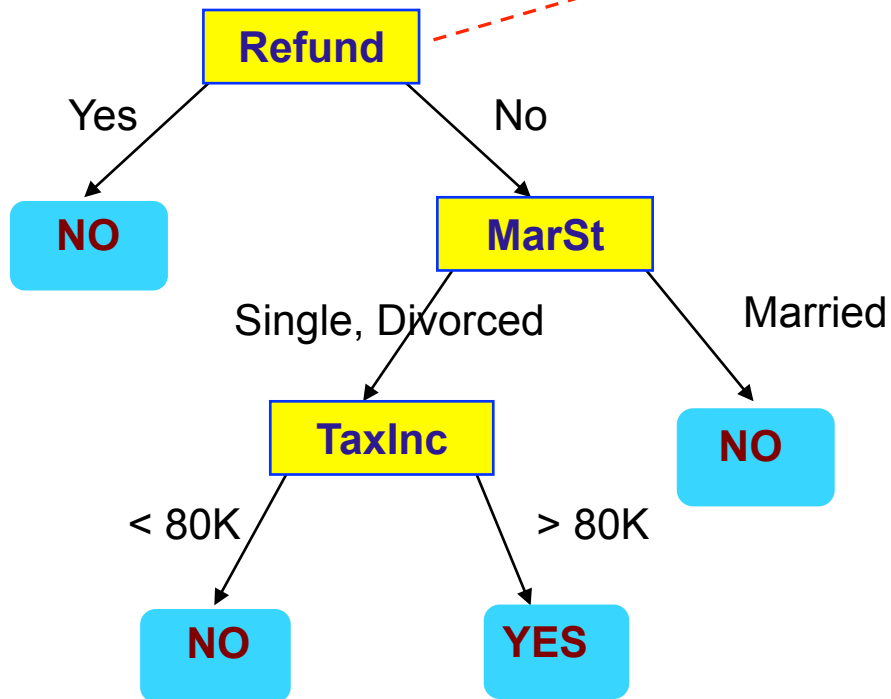 Refund
Yes
No
NO
MarSt
Single, Divorced
Married
TaxInc
NO
< 80K
> 80K
NO
YES